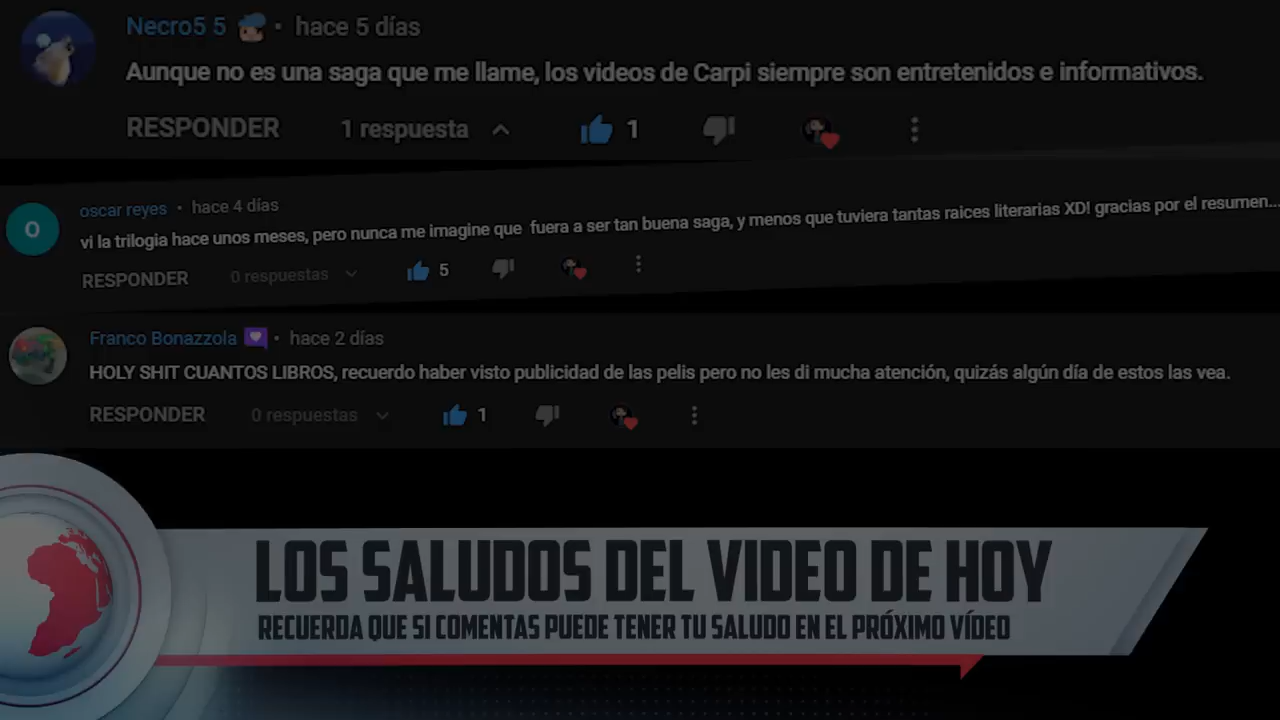 Necro5 5 · hace 5 días
Aunque no es una saga que me llame, los videos de Carpi siempre son entretenidos e informativos.
RESPONDER 1 respuesta 1
O
oscar reyes · hace 4 días
vi la trilogia hace unos meses, pero nunca me imagine que fuera a ser tan buena saga, y menos que tuviera tantas raices literarias XD! gracias por el resumen...
RESPONDER 0 respuestas 5
Franco Bonazzola · hace 2 días
HOLY SHIT CUANTOS LIBROS, recuerdo haber visto publicidad de las pelis pero no les di mucha atención, quizás algún día de estos las vea.
RESPONDER 0 respuestas 1
LOS SALUDOS DEL VIDEO DE HOY
RECUERDA QUE SI COMENTAS PUEDE TENER TU SALUDO EN EL PRÓXIMO VÍDEO